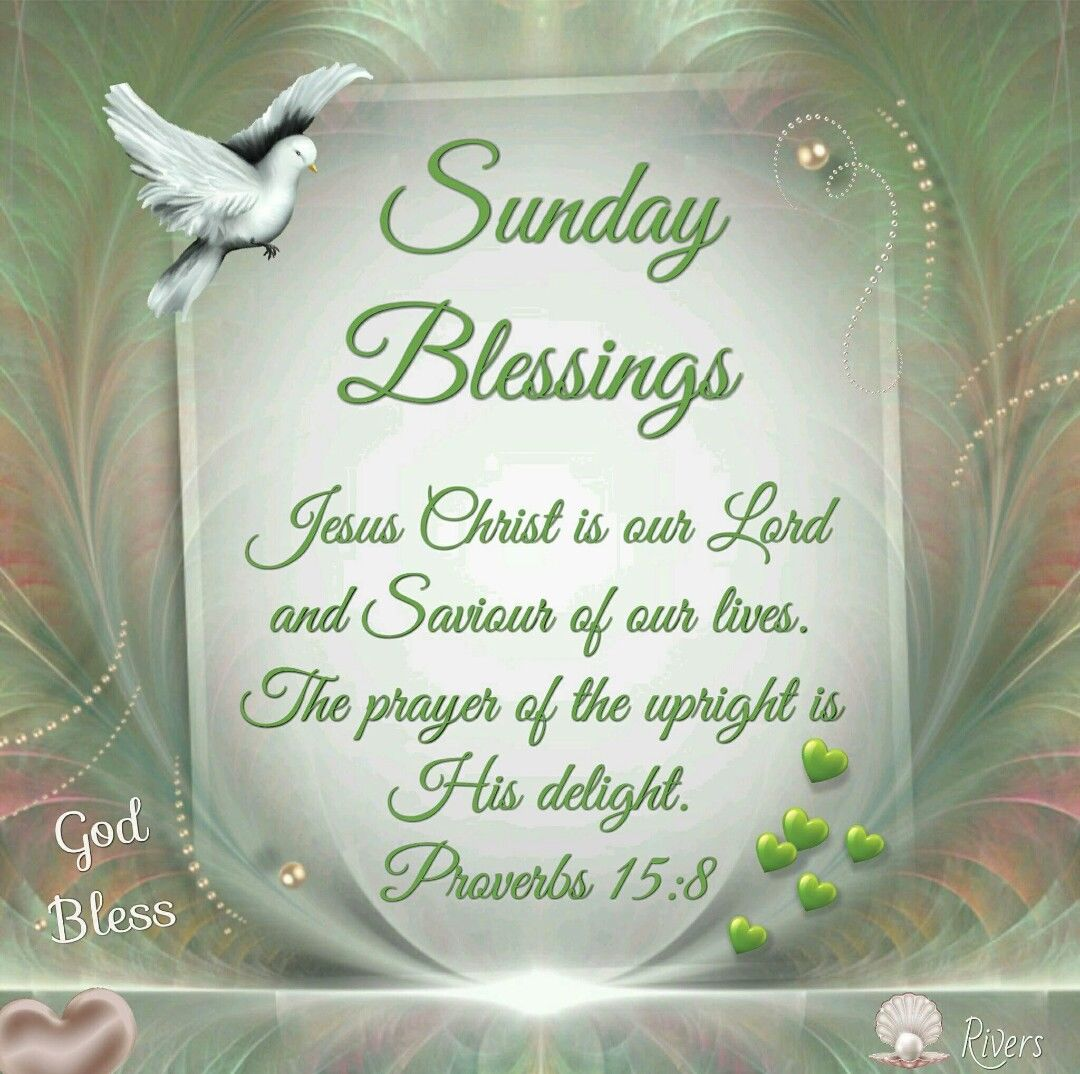 Sunday
Blessings
Jesus Christ is our Lord
and Saviour of our lives.
The prayer of the upright is
His delight.
Proverbs 15:8
God
Bless
Rivers